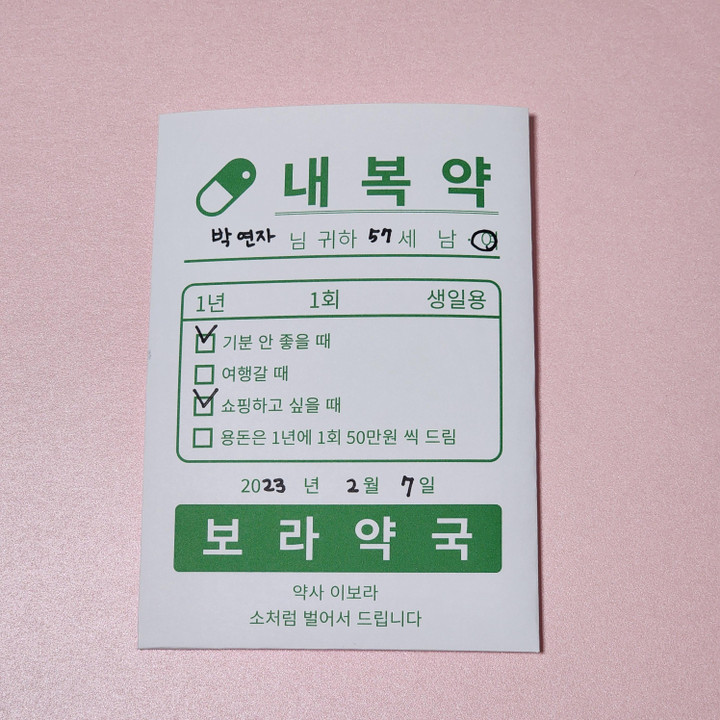 내 복 약
박연자 님 귀하 57세 남 · 여
1년 1회 생일용
기분 안 좋을 때
여행갈 때
쇼핑하고 싶을 때
용돈은 1년에 1회 50만원 씩 드림
2023 년 2월 7일
보 라 약 국
약사 이보라
소처럼 벌어서 드립니다